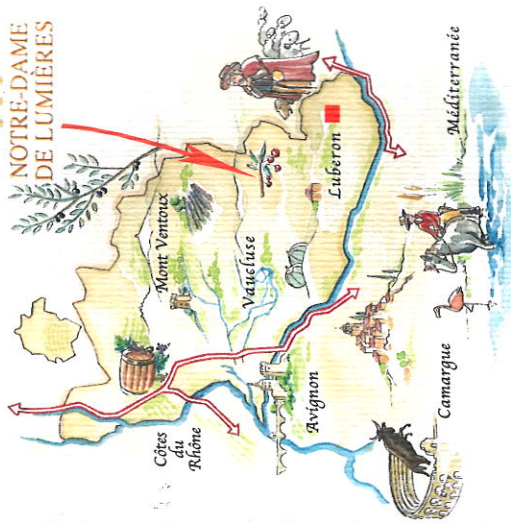 NOTRE-DAME
DE LUMIÈRES
Mont Ventoux
Côtes
du
Rhône
Vaucluse
Luberon
Avignon
Méditerranée
Camargue